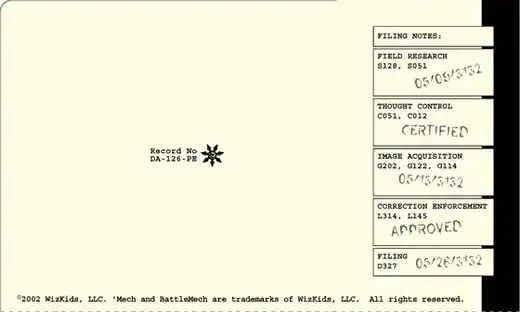 FILING NOTES:
FIELD RESEARCH
S128, S051
05/09/3132
THOUGHT CONTROL
C051, C012
CERTIFIED
Record No
DA-126-PE
IMAGE ACQUISITION
G202, G122, G114
05/13/3132
CORRECTION ENFORCEMENT
L314, L145
APPROVED
FILING
D327
05/26/3132
©2002 WizKids, LLC. ‘Mech and BattleMech are trademarks of WizKids, LLC. All rights reserved.